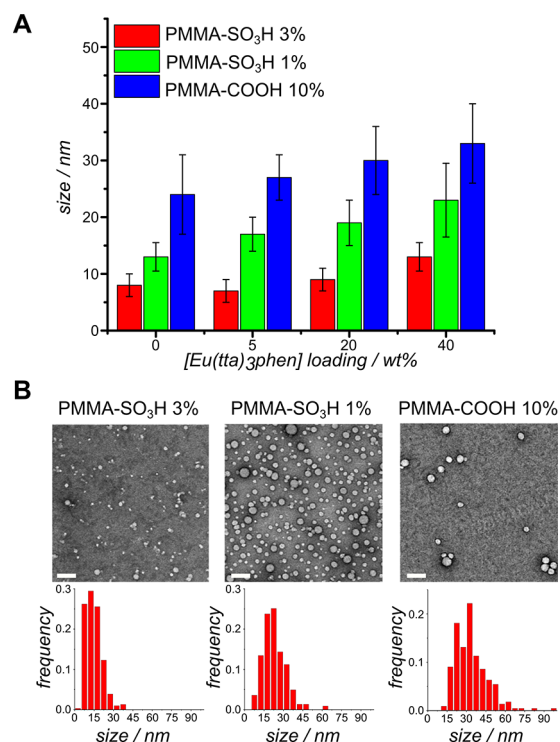 A
PMMA-SO₃H 3%
PMMA-SO₃H 1%
PMMA-COOH 10%
50
40
30
20
10
0
size / nm
0 5 20 40
[Eu(tta)₃phen] loading / wt%
B
PMMA-SO₃H 3% PMMA-SO₃H 1% PMMA-COOH 10%
0.3 0.3 0.3
0.2 0.2 0.2
0.1 0.1 0.1
0.0 0.0 0.0
frequency frequency frequency
0 15 30 45 60 75 90 0 15 30 45 60 75 90 0 15 30 45 60 75 90
size / nm size / nm size / nm